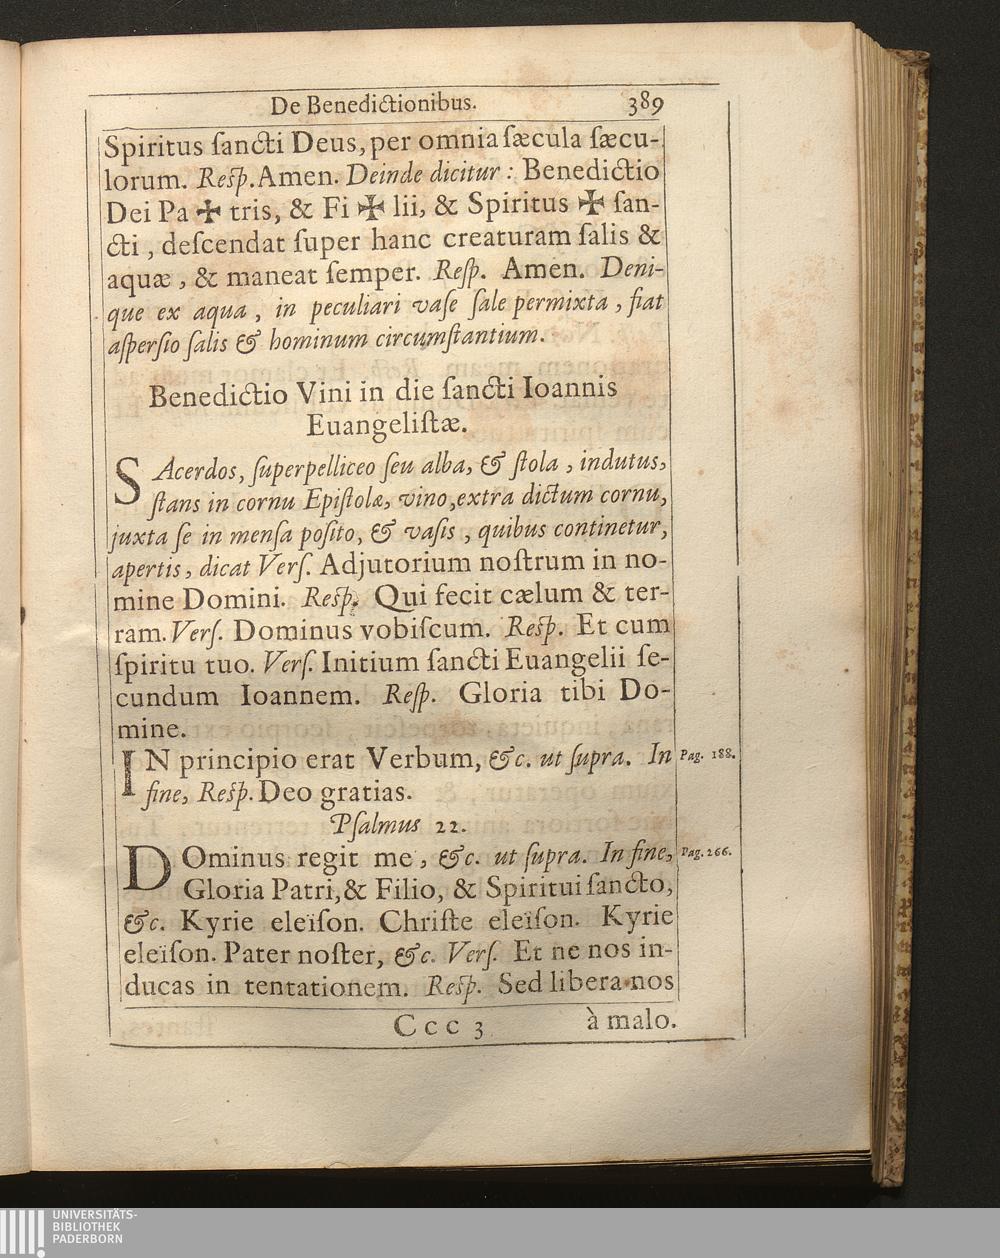 De Benedictionibus. 389
Spiritus ſancti Deus, per omnia ſæcula ſæcu-
lorum. Reſp. Amen. Deinde dicitur : Benedictio
Dei Pa ✠ tris, & Fi ✠ lii, & Spiritus ✠ ſan-
cti , deſcendat ſuper hanc creaturam ſalis &
aquæ , & maneat ſemper. Reſp. Amen. Deni-
que ex aqua , in peculiari vaſe ſale permixta , fiat
aſperſio ſalis & hominum circumſtantium.
Benedictio Vini in die ſancti Ioannis
Euangeliſtæ.
SAcerdos, ſuperpelliceo ſeu alba, & ſtola , indutus,
ſtans in cornu Epiſtolæ, vino, extra dictum cornu,
juxta ſe in menſa poſito, & vaſis , quibus continetur,
apertis , dicat Verſ. Adjutorium noſtrum in no-
mine Domini. Reſp. Qui fecit cælum & ter-
ram. Verſ. Dominus vobiſcum. Reſp. Et cum
ſpiritu tuo. Verſ. Initium ſancti Euangelii ſe-
cundum Ioannem. Reſp. Gloria tibi Do-
mine.
IN principio erat Verbum, &c. ut ſupra. In Pag. 188.
fine, Reſp. Deo gratias.
Pſalmus 22.
DOminus regit me , &c. ut ſupra. In fine, Pag. 266.
Gloria Patri, & Filio, & Spiritui ſancto,
&c. Kyrie eleïſon. Chriſte eleïſon. Kyrie
eleïſon. Pater noſter, &c. Verſ. Et ne nos in-
ducas in tentationem. Reſp. Sed libera nos
Ccc 3 à malo.
UNIVERSITÄTS-
BIBLIOTHEK
PADERBORN